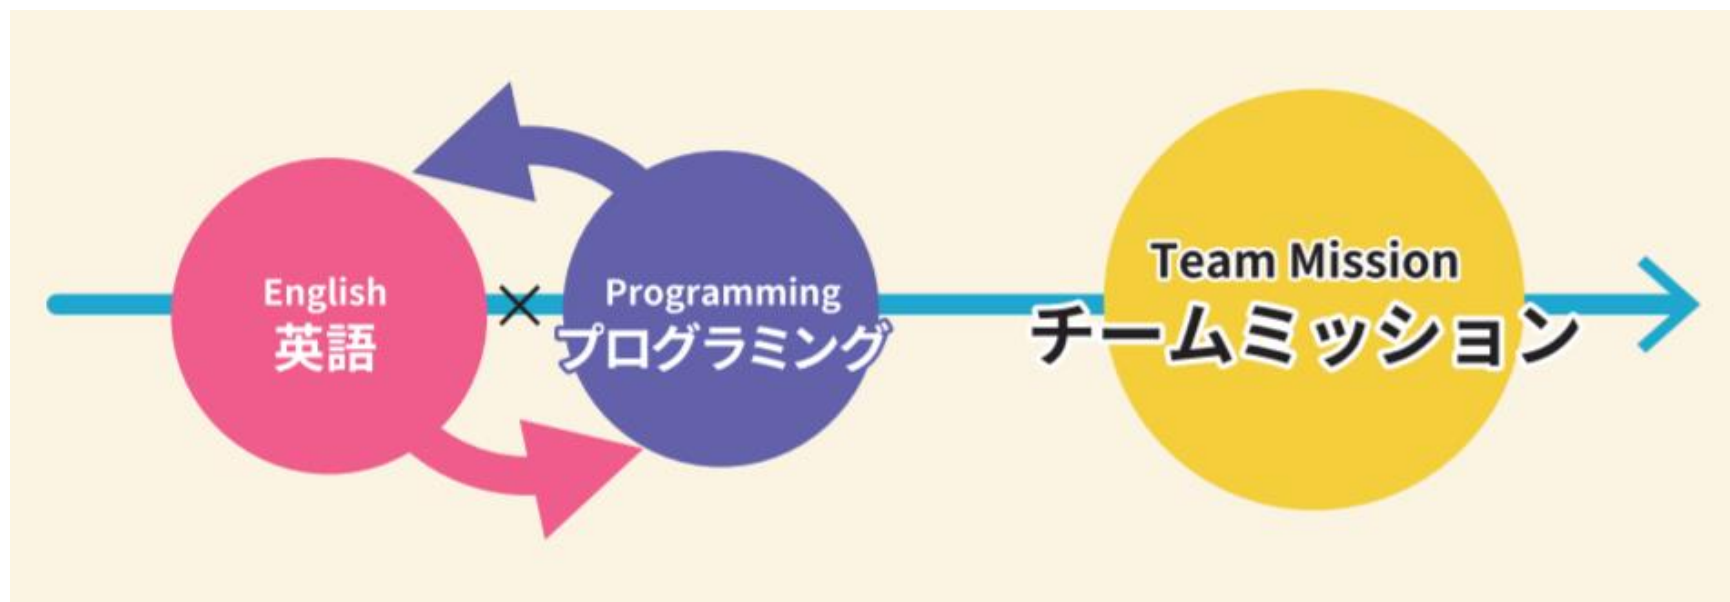 English
英語
×
Programming
プログラミング
Team Mission
チームミッション